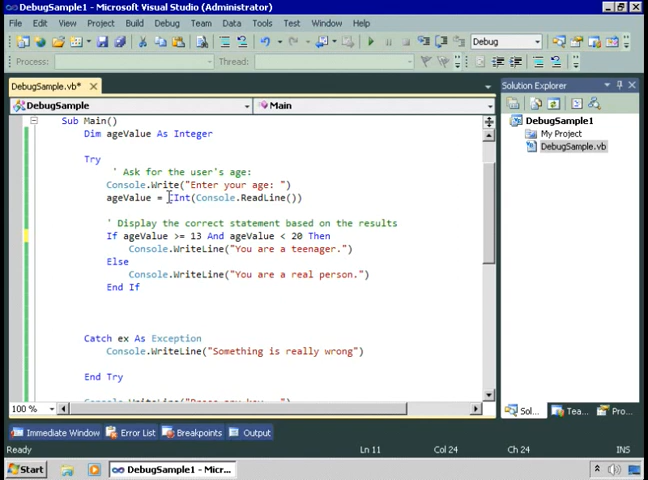 DebugSample1 - Microsoft Visual Studio (Administrator)
File Edit View Project Build Debug Team Data Tools Test Window Help
Debug
Process: Thread:
DebugSample.vb*
DebugSample
Main
Sub Main()
Dim ageValue As Integer
Try
' Ask for the user's age:
Console.Write("Enter your age: ")
ageValue = CInt(Console.ReadLine())
' Display the correct statement based on the results
If ageValue >= 13 And ageValue < 20 Then
Console.WriteLine("You are a teenager.")
Else
Console.WriteLine("You are a real person.")
End If
Catch ex As Exception
Console.WriteLine("Something is really wrong")
End Try
100 %
Solution Explorer
DebugSample1
My Project
DebugSample.vb
Sol... Tea... Pro...
Immediate Window Error List Breakpoints Output
Ready Ln 11 Col 24 Ch 24 INS
Start DebugSample1 - Micr...